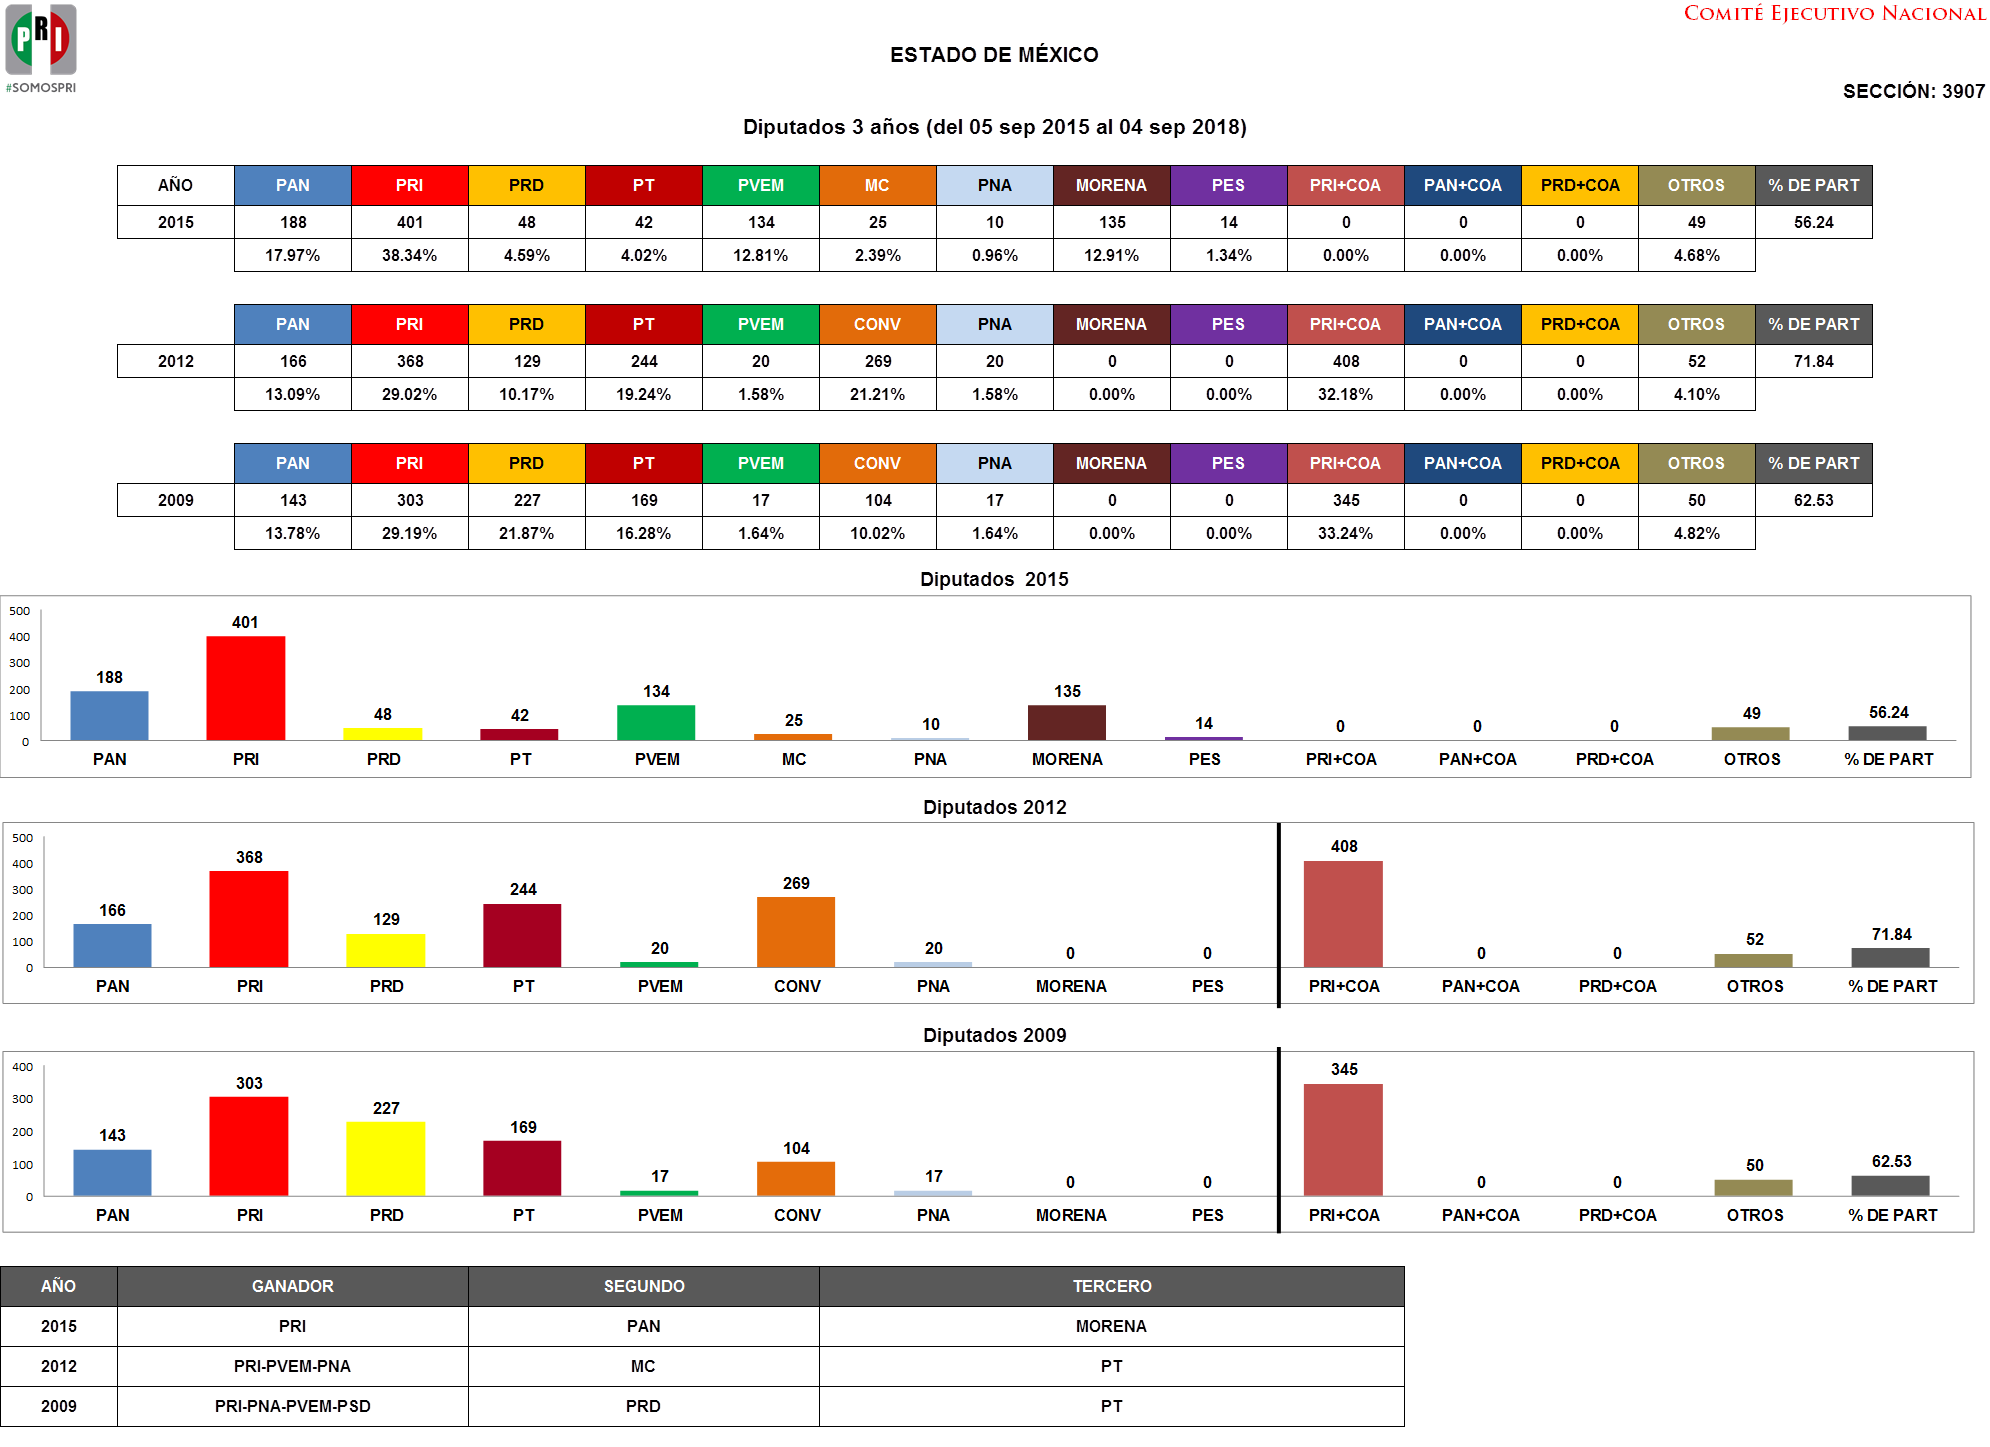 PRI
#SOMOSPRI
COMITÉ EJECUTIVO NACIONAL
ESTADO DE MÉXICO
SECCIÓN: 3907
Diputados 3 años (del 05 sep 2015 al 04 sep 2018)
AÑO PAN PRI PRD PT PVEM MC PNA MORENA PES PRI+COA PAN+COA PRD+COA OTROS % DE PART
2015 188 401 48 42 134 25 10 135 14 0 0 0 49 56.24
17.97% 38.34% 4.59% 4.02% 12.81% 2.39% 0.96% 12.91% 1.34% 0.00% 0.00% 0.00% 4.68%
PAN PRI PRD PT PVEM CONV PNA MORENA PES PRI+COA PAN+COA PRD+COA OTROS % DE PART
2012 166 368 129 244 20 269 20 0 0 408 0 0 52 71.84
13.09% 29.02% 10.17% 19.24% 1.58% 21.21% 1.58% 0.00% 0.00% 32.18% 0.00% 0.00% 4.10%
PAN PRI PRD PT PVEM CONV PNA MORENA PES PRI+COA PAN+COA PRD+COA OTROS % DE PART
2009 143 303 227 169 17 104 17 0 0 345 0 0 50 62.53
13.78% 29.19% 21.87% 16.28% 1.64% 10.02% 1.64% 0.00% 0.00% 33.24% 0.00% 0.00% 4.82%
Diputados  2015
500
400
300
200
100
0
188 401 48 42 134 25 10 135 14 0 0 0 49 56.24
PAN PRI PRD PT PVEM MC PNA MORENA PES PRI+COA PAN+COA PRD+COA OTROS % DE PART
Diputados 2012
500
400
300
200
100
0
166 368 129 244 20 269 20 0 0 408 0 0 52 71.84
PAN PRI PRD PT PVEM CONV PNA MORENA PES PRI+COA PAN+COA PRD+COA OTROS % DE PART
Diputados 2009
400
300
200
100
0
143 303 227 169 17 104 17 0 0 345 0 0 50 62.53
PAN PRI PRD PT PVEM CONV PNA MORENA PES PRI+COA PAN+COA PRD+COA OTROS % DE PART
AÑO GANADOR SEGUNDO TERCERO
2015 PRI PAN MORENA
2012 PRI-PVEM-PNA MC PT
2009 PRI-PNA-PVEM-PSD PRD PT